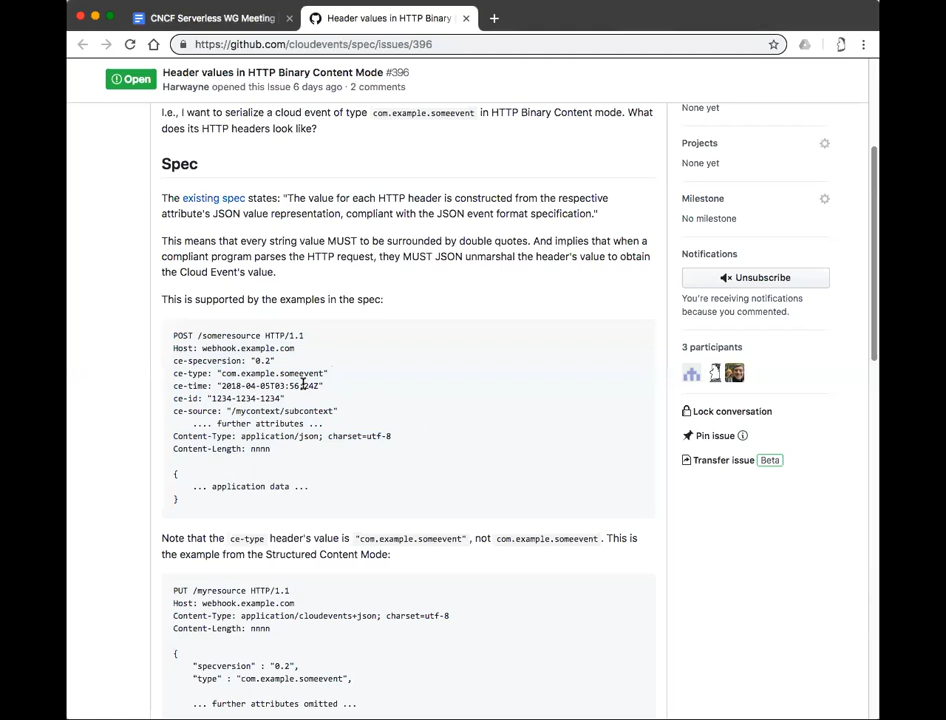 CNCF Serverless WG Meeting
Header values in HTTP Binary
https://github.com/cloudevents/spec/issues/396
Open
Header values in HTTP Binary Content Mode #396
Harwayne opened this Issue 6 days ago · 2 comments
I.e., I want to serialize a cloud event of type com.example.someevent in HTTP Binary Content mode. What
does its HTTP headers look like?
Spec
The existing spec states: "The value for each HTTP header is constructed from the respective
attribute's JSON value representation, compliant with the JSON event format specification."
This means that every string value MUST to be surrounded by double quotes. And implies that when a
compliant program parses the HTTP request, they MUST JSON unmarshal the header's value to obtain
the Cloud Event's value.
This is supported by the examples in the spec:
POST /someresource HTTP/1.1
Host: webhook.example.com
ce-specversion: "0.2"
ce-type: "com.example.someevent"
ce-time: "2018-04-05T03:56:24Z"
ce-id: "1234-1234-1234"
ce-source: "/mycontext/subcontext"
.... further attributes ...
Content-Type: application/json; charset=utf-8
Content-Length: nnnn
{
... application data ...
}
Note that the ce-type header's value is "com.example.someevent", not com.example.someevent. This is
the example from the Structured Content Mode:
PUT /myresource HTTP/1.1
Host: webhook.example.com
Content-Type: application/cloudevents+json; charset=utf-8
Content-Length: nnnn
{
"specversion" : "0.2",
"type" : "com.example.someevent",
... further attributes omitted ...
None yet
Projects
None yet
Milestone
No milestone
Notifications
Unsubscribe
You're receiving notifications
because you commented.
3 participants
Lock conversation
Pin issue
Transfer issue Beta